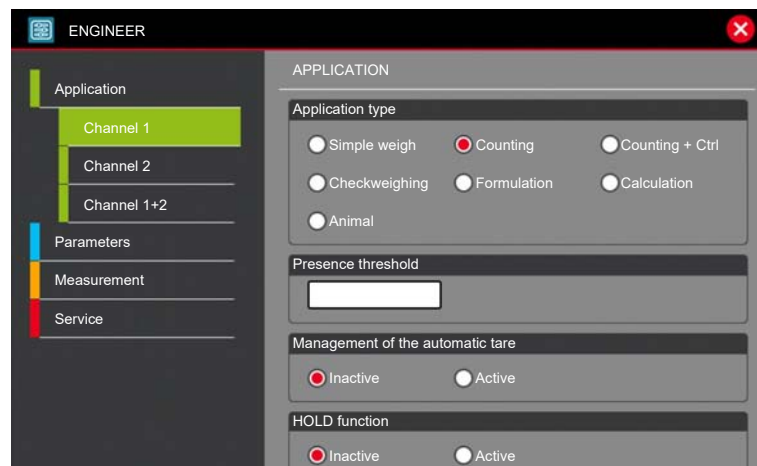 ENGINEER
Application
Channel 1
Channel 2
Channel 1+2
Parameters
Measurement
Service
APPLICATION
Application type
Simple weigh Counting Counting + Ctrl
Checkweighing Formulation Calculation
Animal
Presence threshold
Management of the automatic tare
Inactive Active
HOLD function
Inactive Active